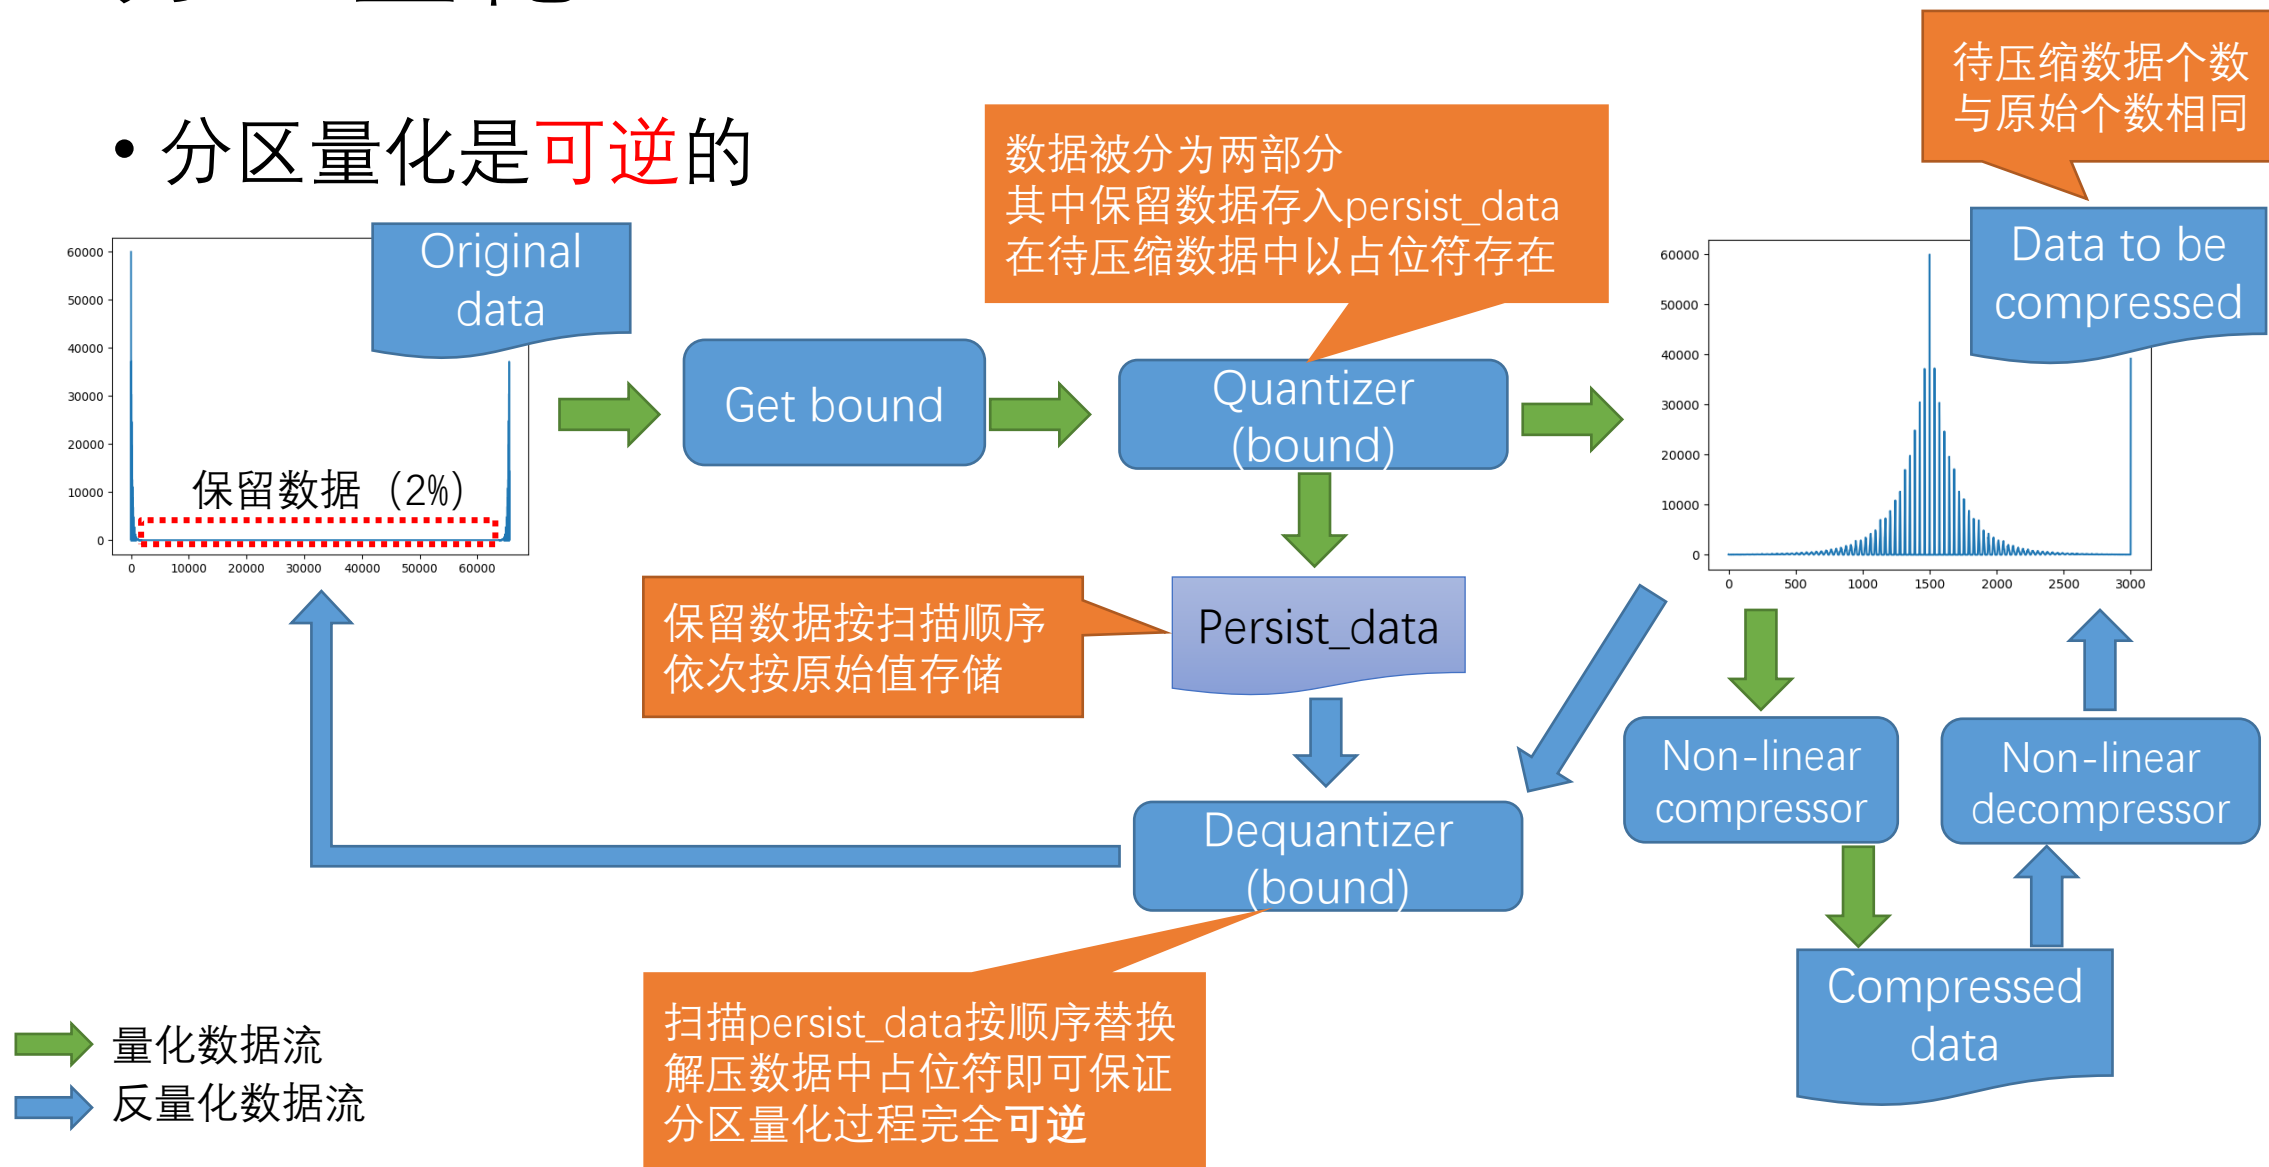 • 分区量化是可逆的
待压缩数据个数
与原始个数相同
数据被分为两部分
其中保留数据存入persist_data
在待压缩数据中以占位符存在
Original
data
60000
50000
40000
30000
20000
10000
0
0 10000 20000 30000 40000 50000 60000
保留数据（2%）
Get bound
Quantizer
(bound)
Data to be
compressed
60000
50000
40000
30000
20000
10000
0
0 500 1000 1500 2000 2500 3000
保留数据按扫描顺序
依次按原始值存储
Persist_data
Non-linear
compressor
Non-linear
decompressor
Dequantizer
(bound)
Compressed
data
扫描persist_data按顺序替换
解压数据中占位符即可保证
分区量化过程完全可逆
量化数据流
反量化数据流